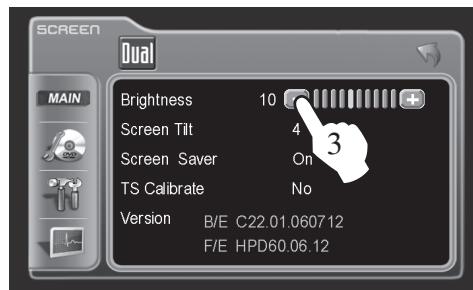 SCREEN
Dual
MAIN
Brightness 10 - +
Screen Tilt 4
Screen Saver On
TS Calibrate No
Version B/E C22.01.060712
F/E HPD60.06.12
3
DVD